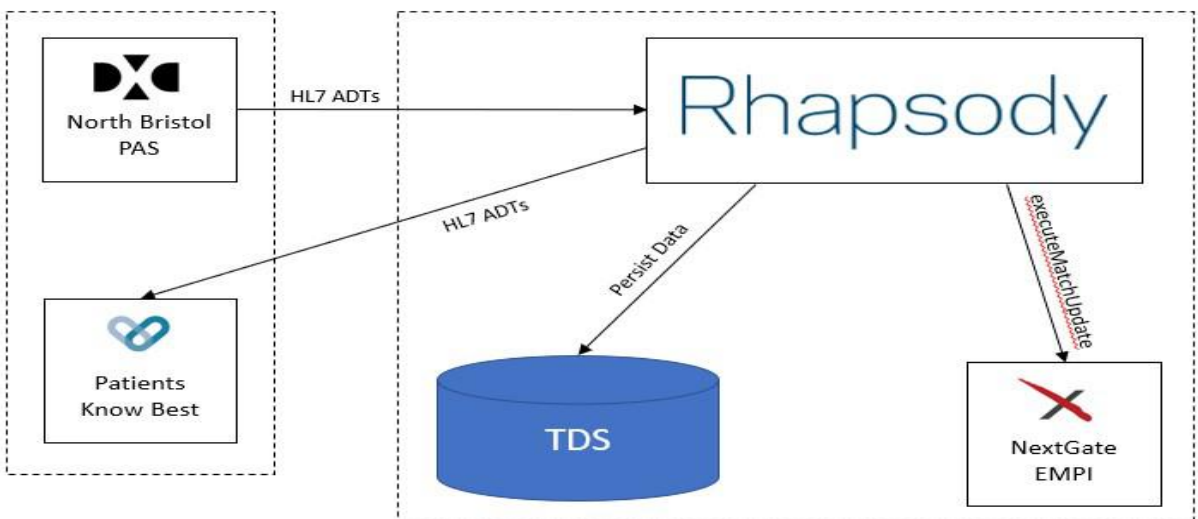 North Bristol
PAS
HL7 ADTs
Rhapsody
HL7 ADTs
Persist Data
executeMatchUpdate
Patients
Know Best
TDS
NextGate
EMPI